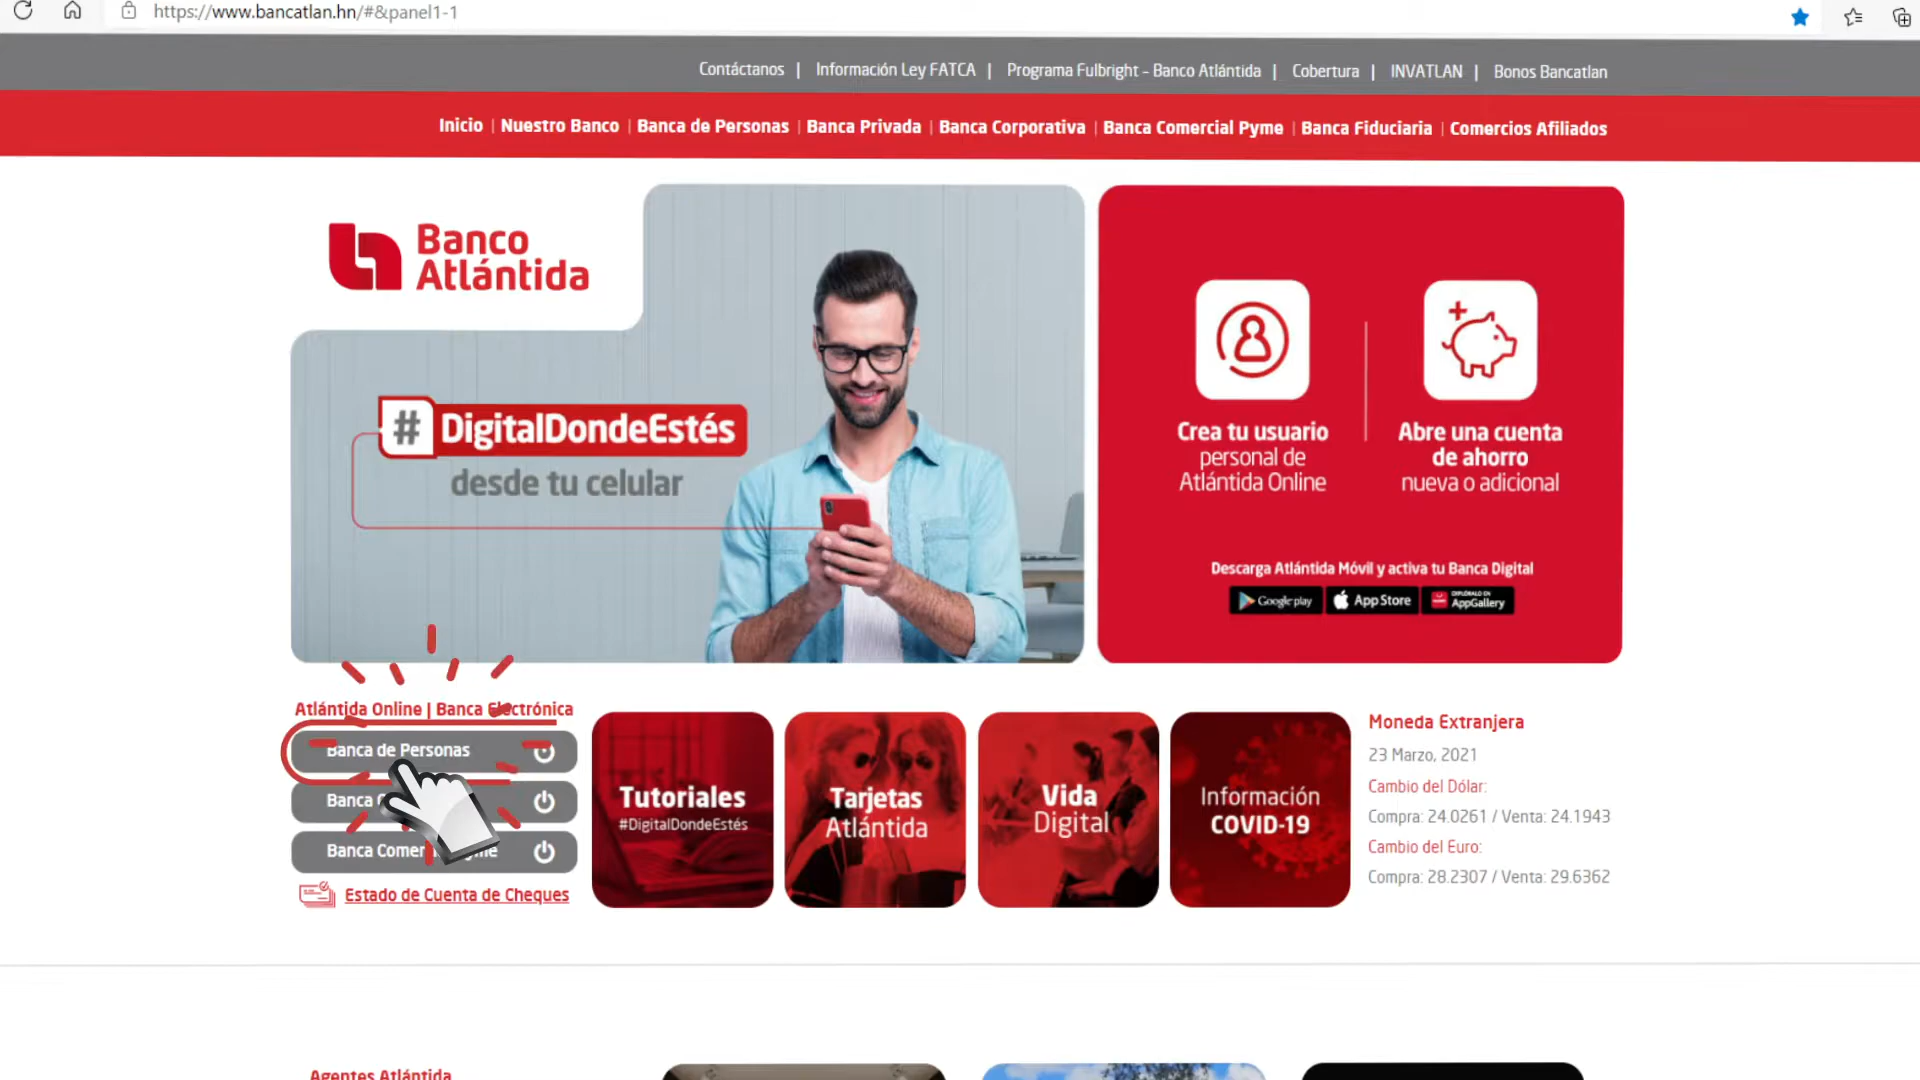 https://www.bancatlan.hn/#&panel1-1
Contáctanos | Información Ley FATCA | Programa Fulbright - Banco Atlántida | Cobertura | INVATLAN | Bonos Bancatlan
Inicio | Nuestro Banco | Banca de Personas | Banca Privada | Banca Corporativa | Banca Comercial Pyme | Banca Fiduciaria | Comercios Afiliados
Banco
Atlántida
# DigitalDondeEstés
desde tu celular
Crea tu usuario
personal de
Atlántida Online
Abre una cuenta
de ahorro
nueva o adicional
Descarga Atlántida Móvil y activa tu Banca Digital
Google play
App Store
EXPLÓRALO EN
AppGallery
Atlántida Online | Banca Electrónica
Banca de Personas
Banca
Banca
Estado de Cuenta de Cheques
Tutoriales
#DigitalDondeEstés
Tarjetas
Atlántida
Vida
Digital
Información
COVID-19
Moneda Extranjera
23 Marzo, 2021
Cambio del Dólar:
Compra: 24.0261 / Venta: 24.1943
Cambio del Euro:
Compra: 28.2307 / Venta: 29.6362
Agentes Atlántida